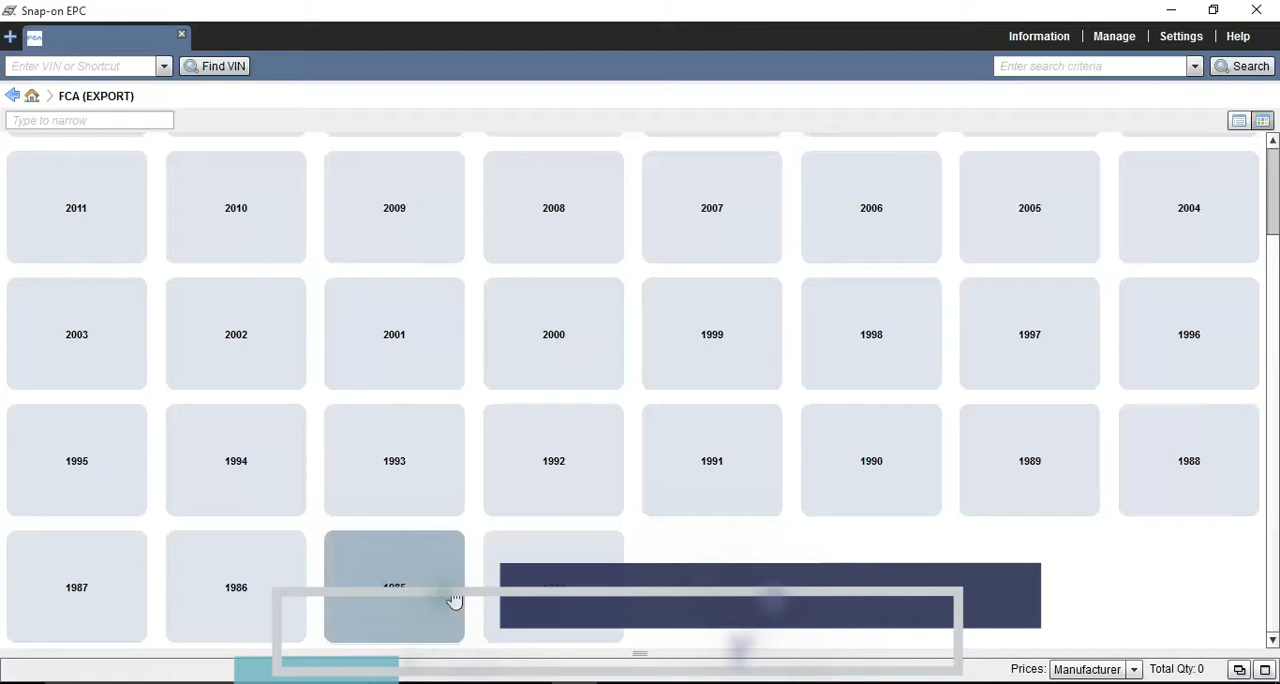 Snap-on EPC
FCA
Information | Manage | Settings | Help
Enter VIN or Shortcut Find VIN Enter search criteria Search
FCA (EXPORT)
Type to narrow
2011 2010 2009 2008 2007 2006 2005 2004
2003 2002 2001 2000 1999 1998 1997 1996
1995 1994 1993 1992 1991 1990 1989 1988
1987 1986 1985
Prices: Manufacturer Total Qty: 0